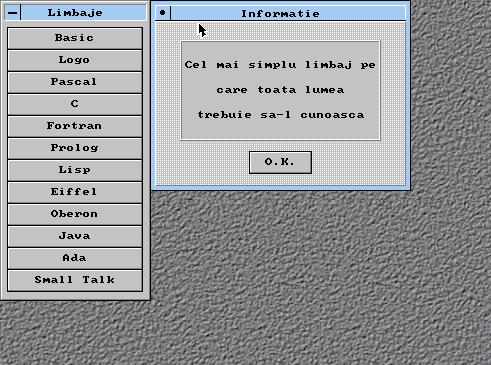 Limbaje
Basic
Logo
Pascal
C
Fortran
Prolog
Lisp
Eiffel
Oberon
Java
Ada
Small Talk
Informatie
Cel mai simplu limbaj pe
care toata lumea
trebuie sa-l cunoasca
O.K.